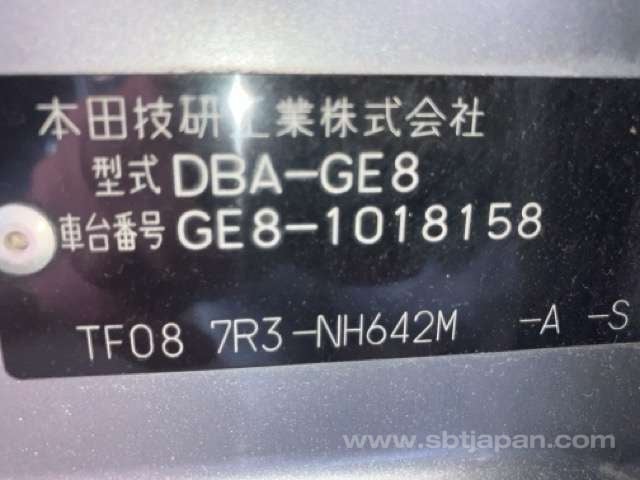 本田技研工業株式会社
型式 DBA-GE8
車台番号 GE8-1018158
TF08 7R3-NH642M -A -S
www.sbtjapan.com